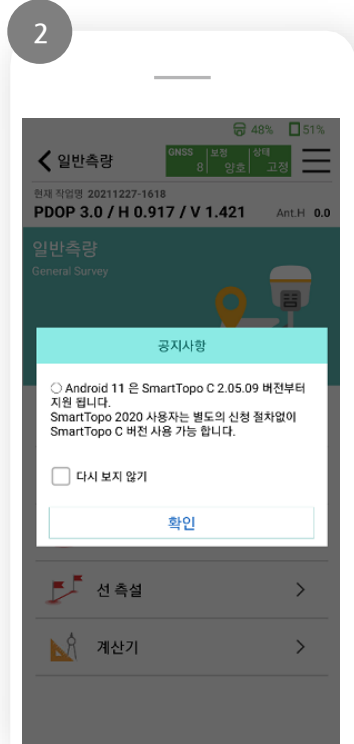 2
48% 51%
일반측량
GNSS 보정 상태
8 양호 고정
현재 작업명 20211227-1618
PDOP 3.0 / H 0.917 / V 1.421 Ant.H 0.0
일반측량
General Survey
공지사항
Android 11 은 SmartTopo C 2.05.09 버전부터
지원 됩니다.
SmartTopo 2020 사용자는 별도의 신청 절차없이
SmartTopo C 버전 사용 가능 합니다.
다시 보지 않기
확인
선 측설
계산기